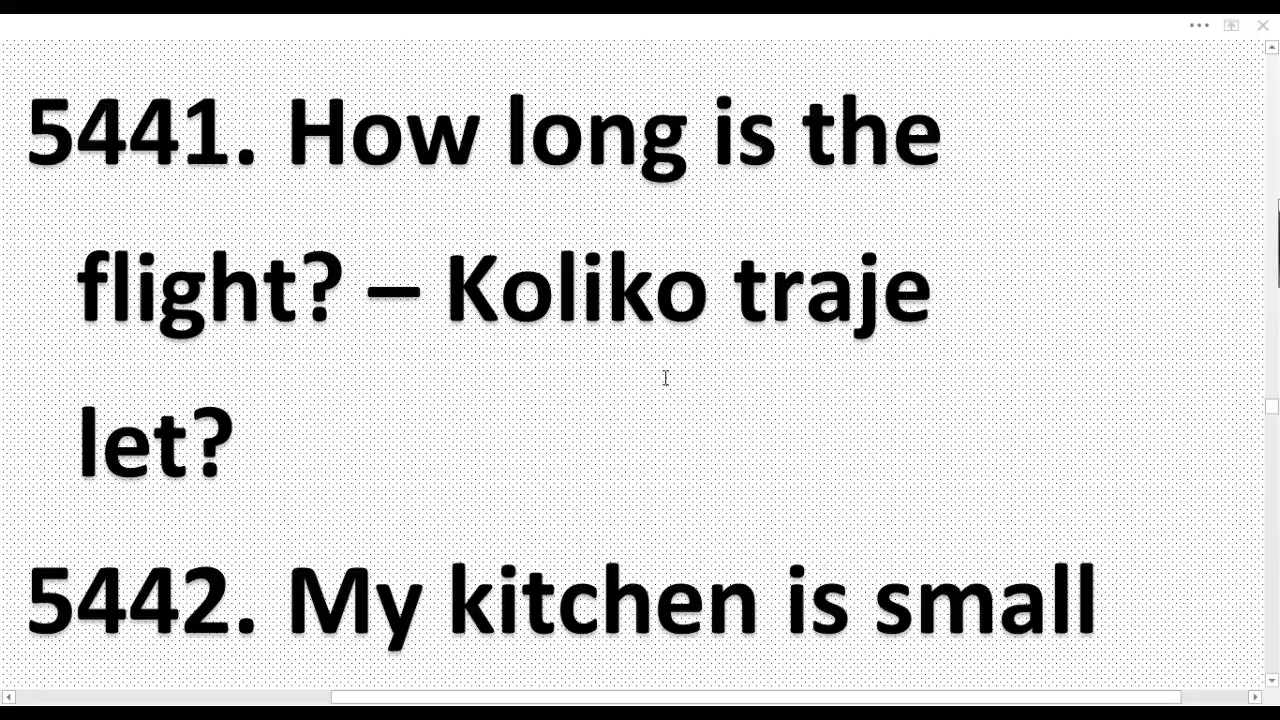 5441. How long is the
flight? – Koliko traje
let?
5442. My kitchen is small